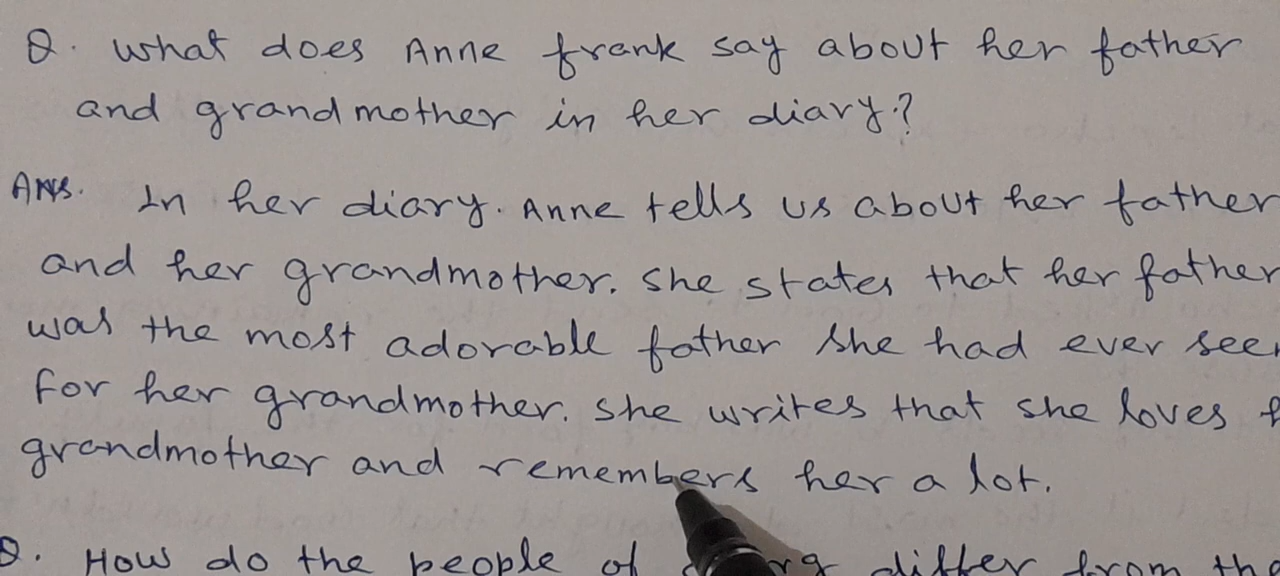 Q. What does Anne frank say about her father
and grandmother in her diary?
Ans. In her diary. Anne tells us about her father
and her grandmother. She states that her father
was the most adorable father she had ever
for her grandmother. She writes that she loves
grandmother and remembers her a lot.
Q. How do the people of differ from the